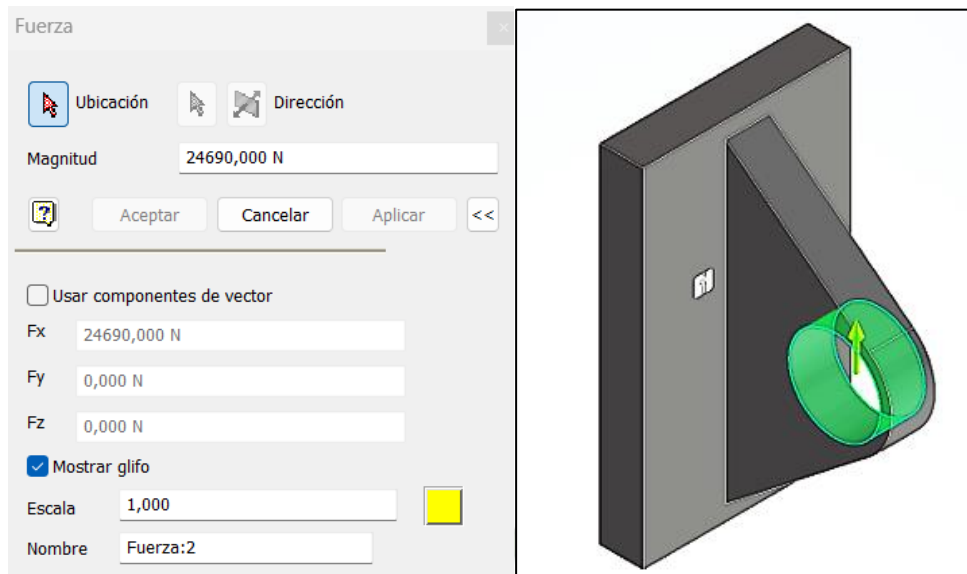 Fuerza
Ubicación
Dirección
Magnitud
24690,000 N
Aceptar
Cancelar
Aplicar
<<
Usar componentes de vector
Fx
24690,000 N
Fy
0,000 N
Fz
0,000 N
Mostrar glifo
Escala
1,000
Nombre
Fuerza:2